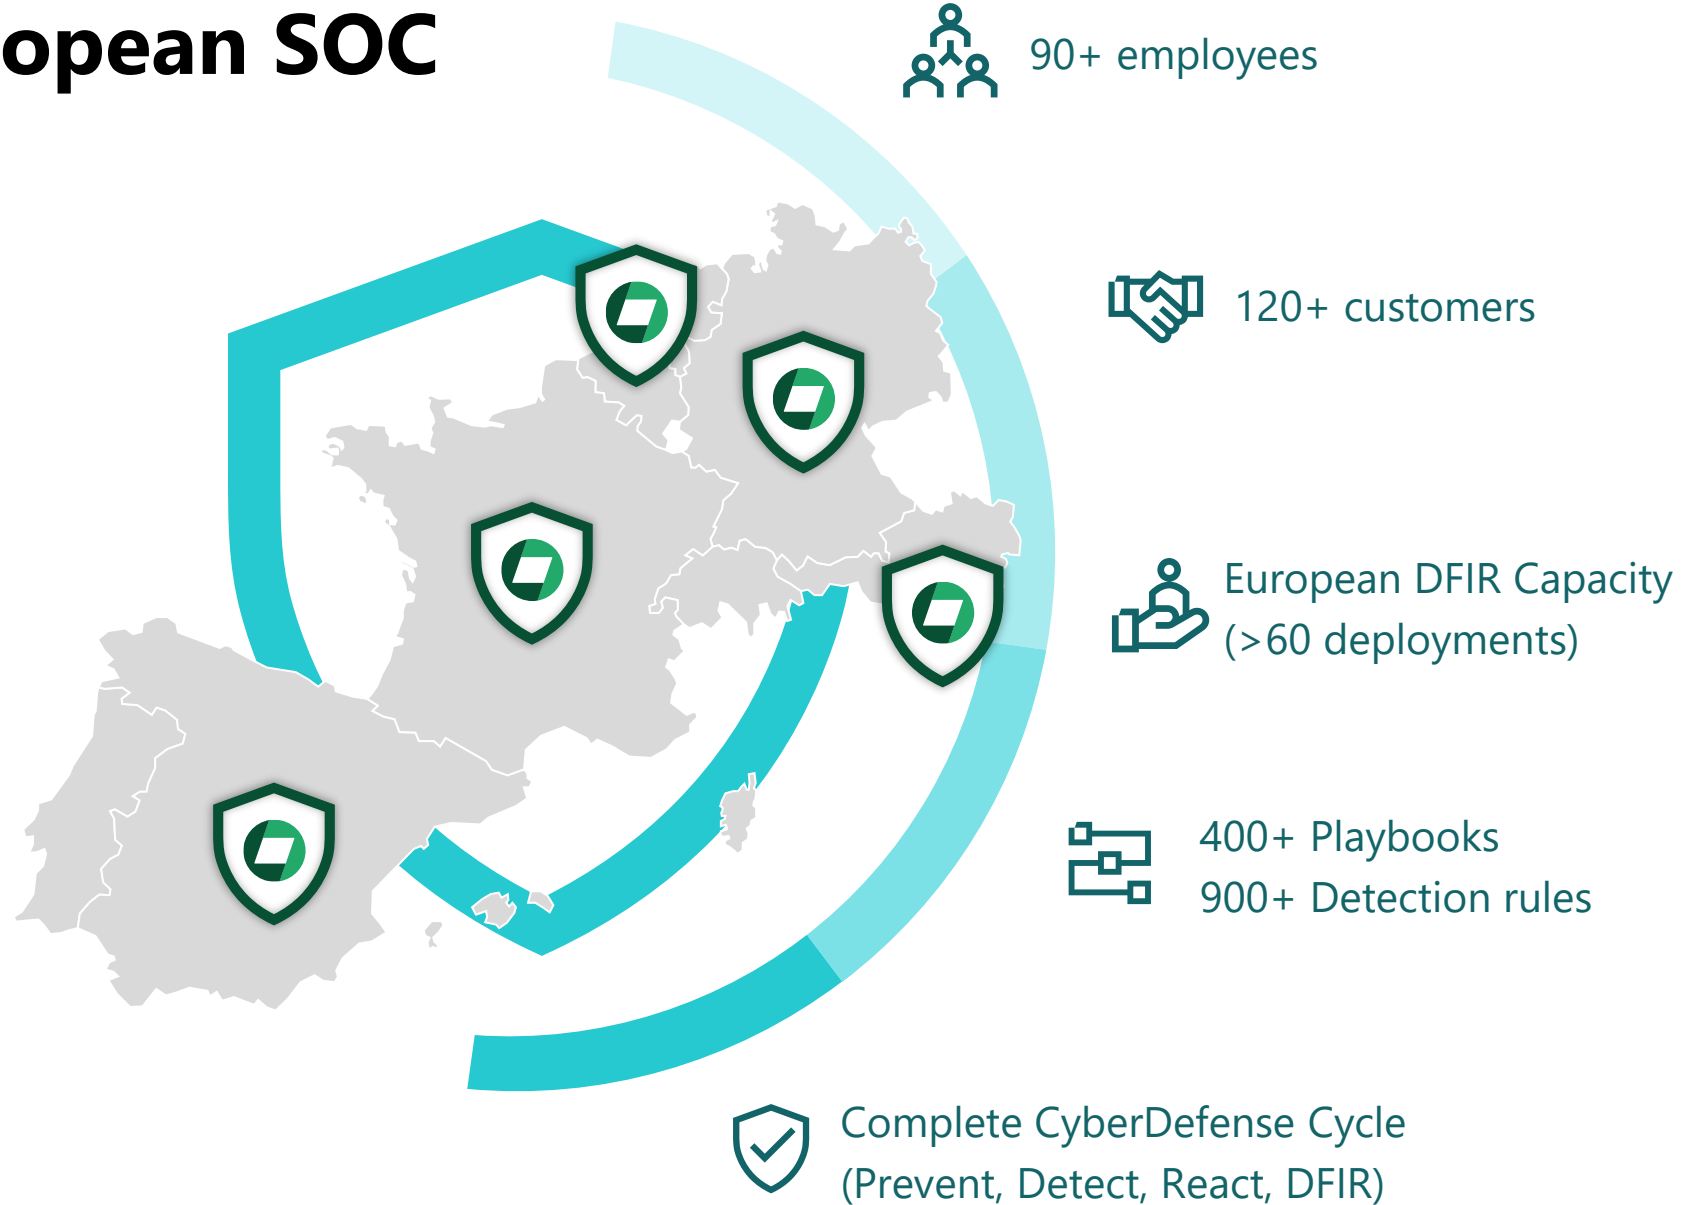 opean SOC
90+ employees
120+ customers
European DFIR Capacity
(>60 deployments)
400+ Playbooks
900+ Detection rules
Complete CyberDefense Cycle
(Prevent, Detect, React, DFIR)